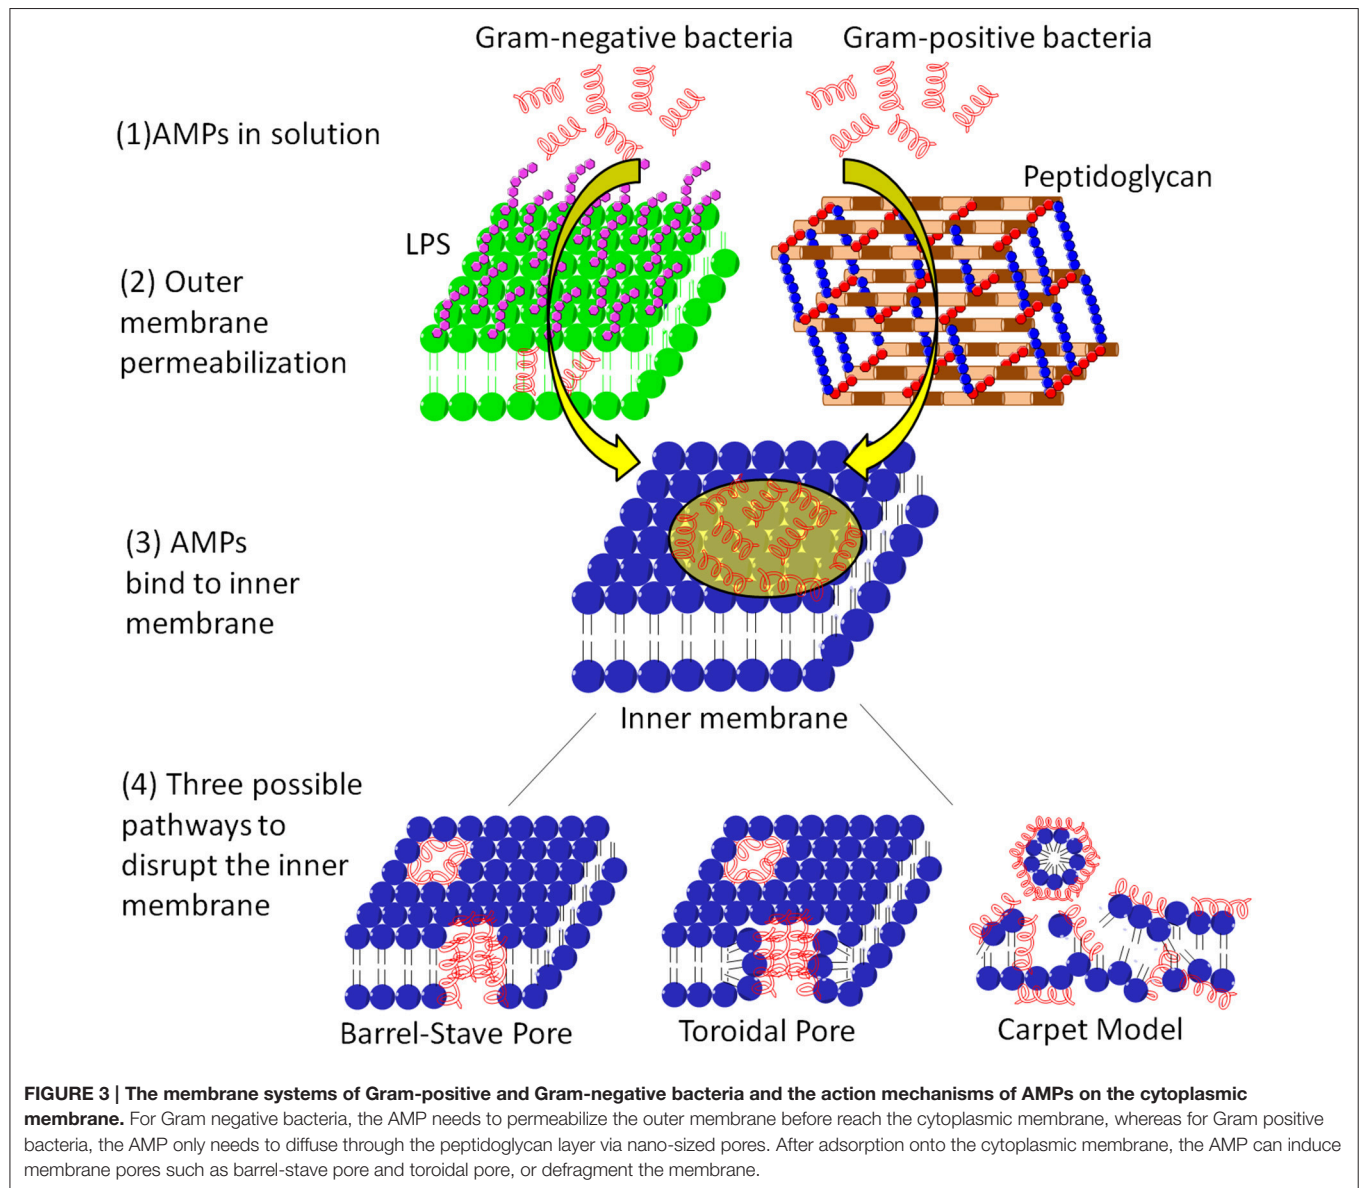 Gram-negative bacteria
Gram-positive bacteria
(1)AMPs in solution
Peptidoglycan
LPS
(2) Outer
membrane
permeabilization
(3) AMPs
bind to inner
membrane
Inner membrane
(4) Three possible
pathways to
disrupt the inner
membrane
Barrel-Stave Pore
Toroidal Pore
Carpet Model
FIGURE 3 | The membrane systems of Gram-positive and Gram-negative bacteria and the action mechanisms of AMPs on the cytoplasmic
membrane. For Gram negative bacteria, the AMP needs to permeabilize the outer membrane before reach the cytoplasmic membrane, whereas for Gram positive
bacteria, the AMP only needs to diffuse through the peptidoglycan layer via nano-sized pores. After adsorption onto the cytoplasmic membrane, the AMP can induce
membrane pores such as barrel-stave pore and toroidal pore, or defragment the membrane.